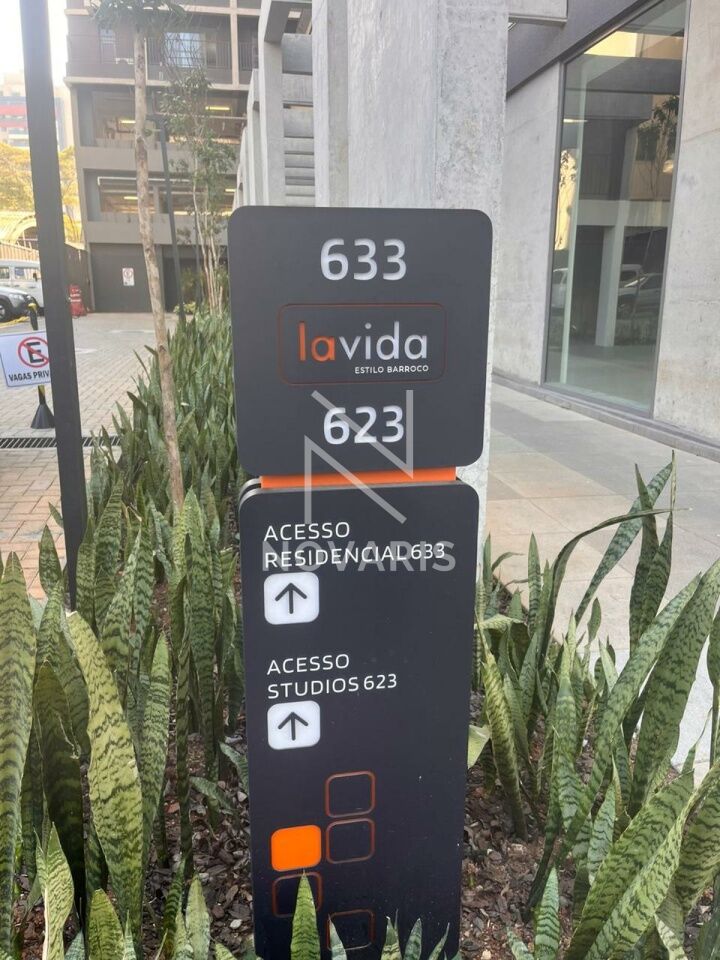 633
lavida
ESTILO BARROCO
623
ACESSO
RESIDENCIAL 633
ACESSO
STUDIOS 623
NOVARIS
E
VAGAS PRIV